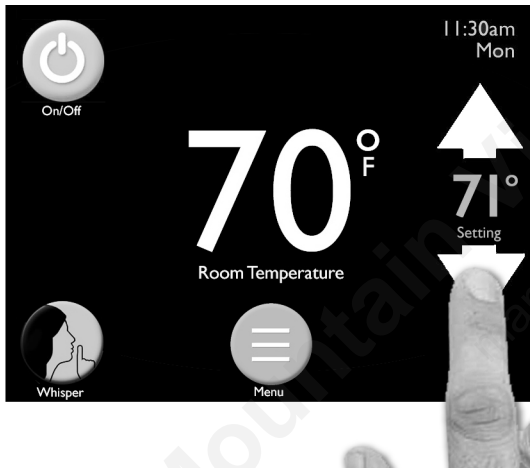 11:30am
Mon
On/Off
70°F
71°
Setting
Room Temperature
Whisper
Menu